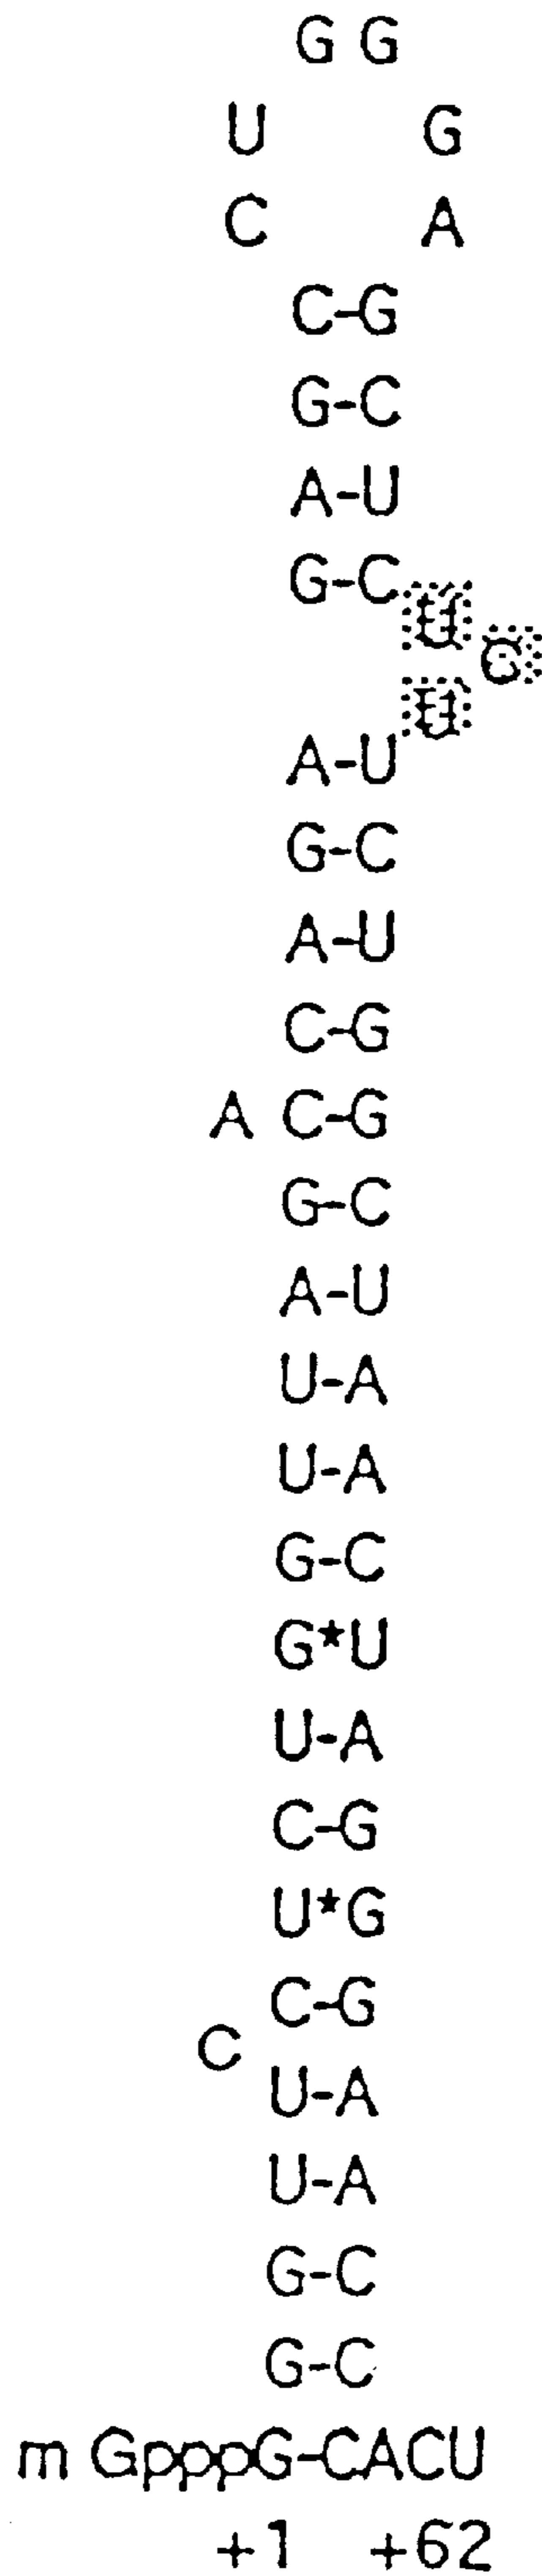 G G
U G
C A
C-G
G-C
A-U
G-C
U
C
U
A-U
G-C
A-U
C-G
A C-G
G-C
A-U
U-A
U-A
G-C
G*U
U-A
C-G
U*G
C-G
C
U-A
U-A
G-C
G-C
m GpppG-CACU
+1 +62